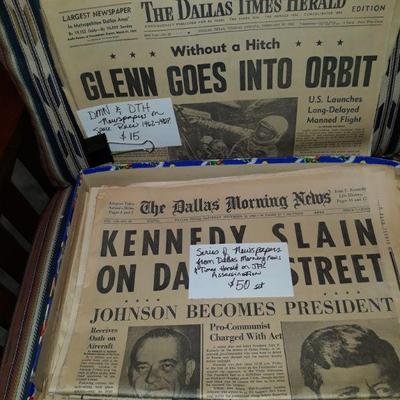 LARGEST NEWSPAPER
THE DALLAS TIMES HERALD
EDITION
Without a Hitch
GLENN GOES INTO ORBIT
U.S. Launches
Long-Delayed
Manned Flight
DMN & DTH
Newspapers on
Space Race 1962-1969
$15
The Dallas Morning News
John F. Kennedy
KENNEDY SLAIN
ON DA STREET
Series of Newspapers
from Dallas Morning News
& Times Herald on JFK
Assassination
$50 set
JOHNSON BECOMES PRESIDENT
Receives
Oath on
Aircraft
Pro-Communist
Charged With Act